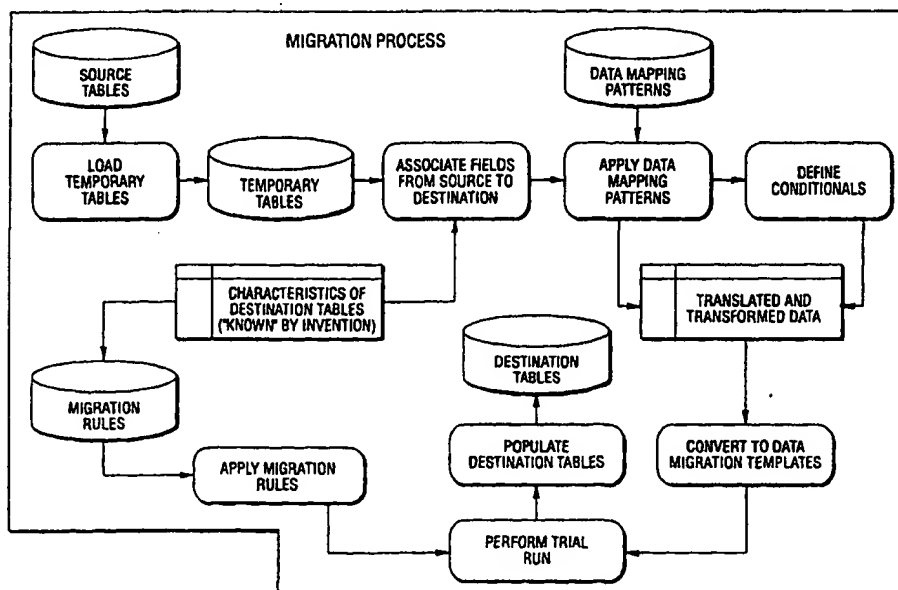 MIGRATION PROCESS
SOURCE
TABLES
DATA MAPPING
PATTERNS
LOAD
TEMPORARY
TABLES
TEMPORARY
TABLES
ASSOCIATE FIELDS
FROM SOURCE TO
DESTINATION
APPLY DATA
MAPPING
PATTERNS
DEFINE
CONDITIONALS
CHARACTERISTICS OF
DESTINATION TABLES
("KNOWN" BY INVENTION)
TRANSLATED AND
TRANSFORMED DATA
DESTINATION
TABLES
MIGRATION
RULES
APPLY MIGRATION
RULES
POPULATE
DESTINATION TABLES
CONVERT TO DATA
MIGRATION TEMPLATES
PERFORM TRIAL
RUN